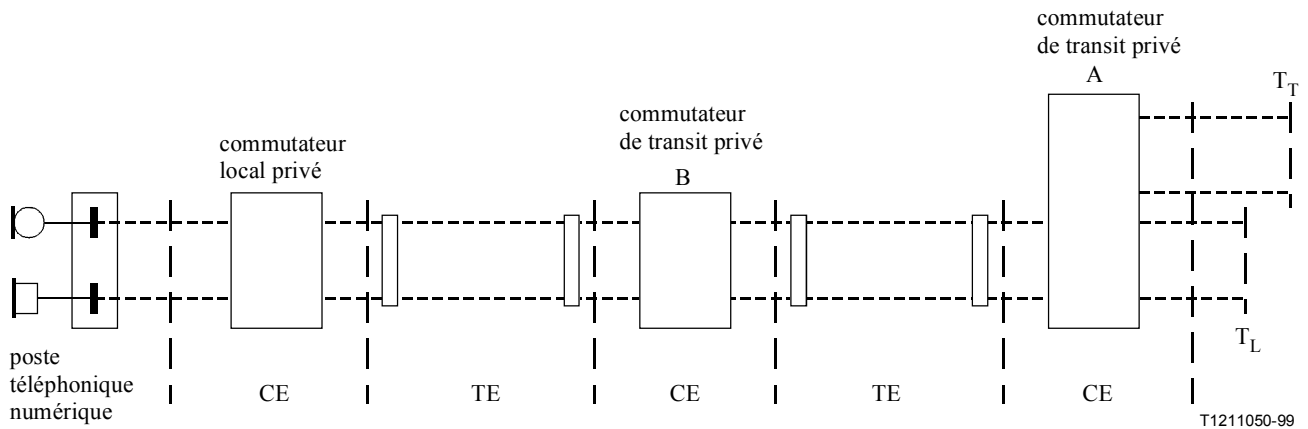 commutateur
de transit privé
A
T_T
commutateur
de transit privé
B
commutateur
local privé
T_L
poste
téléphonique
numérique
CE
TE
CE
TE
CE
T1211050-99